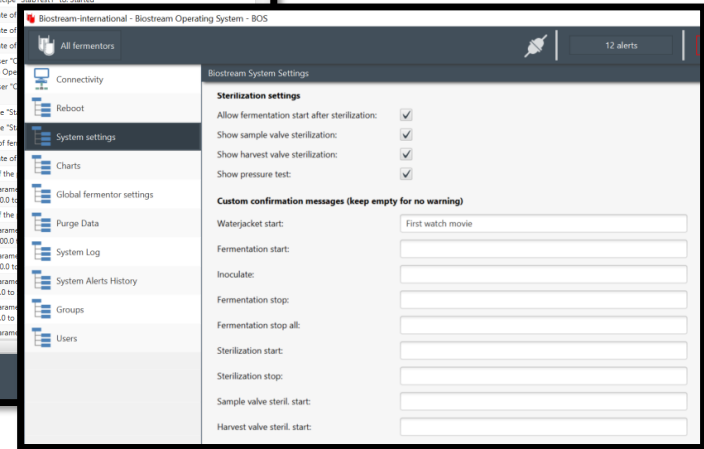 to: Started
Biostream-international - Biostream Operating System - BOS
All fermentors
12 alerts
Connectivity
Reboot
System settings
Charts
Global fermentor settings
Purge Data
System Log
System Alerts History
Groups
Users
Biostream System Settings
Sterilization settings
Allow fermentation start after sterilization:
Show sample valve sterilization:
Show harvest valve sterilization:
Show pressure test:
Custom confirmation messages (keep empty for no warning)
Waterjacket start: First watch movie
Fermentation start:
Inoculate:
Fermentation stop:
Fermentation stop all:
Sterilization start:
Sterilization stop:
Sample valve steril. start:
Harvest valve steril. start: